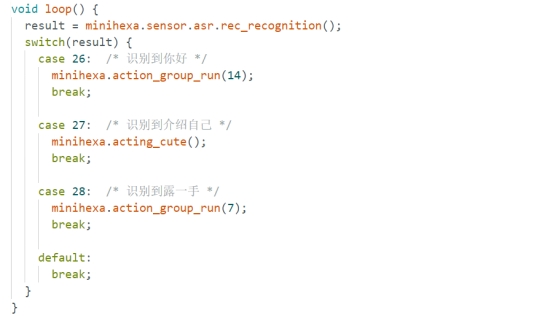 void loop() {
  result = minihexa.sensor.asr.rec_recognition();
  switch(result) {
    case 26:  /* 识别到你好 */
      minihexa.action_group_run(14);
      break;

    case 27:  /* 识别到介绍自己 */
      minihexa.acting_cute();
      break;

    case 28:  /* 识别到露一手 */
      minihexa.action_group_run(7);
      break;

    default:
      break;
  }
}